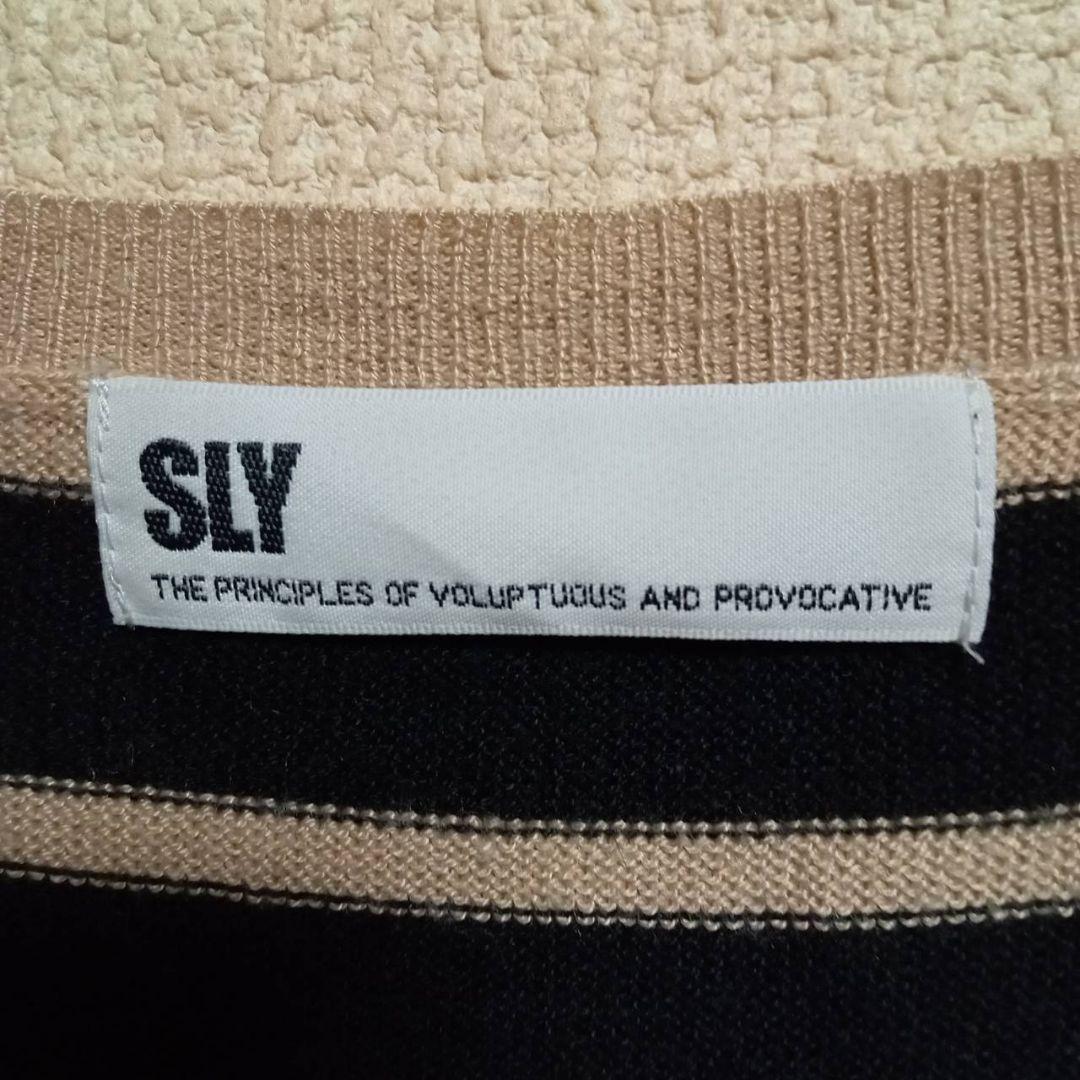 SLY
THE PRINCIPLES OF VOLUPTUOUS AND PROVOCATIVE